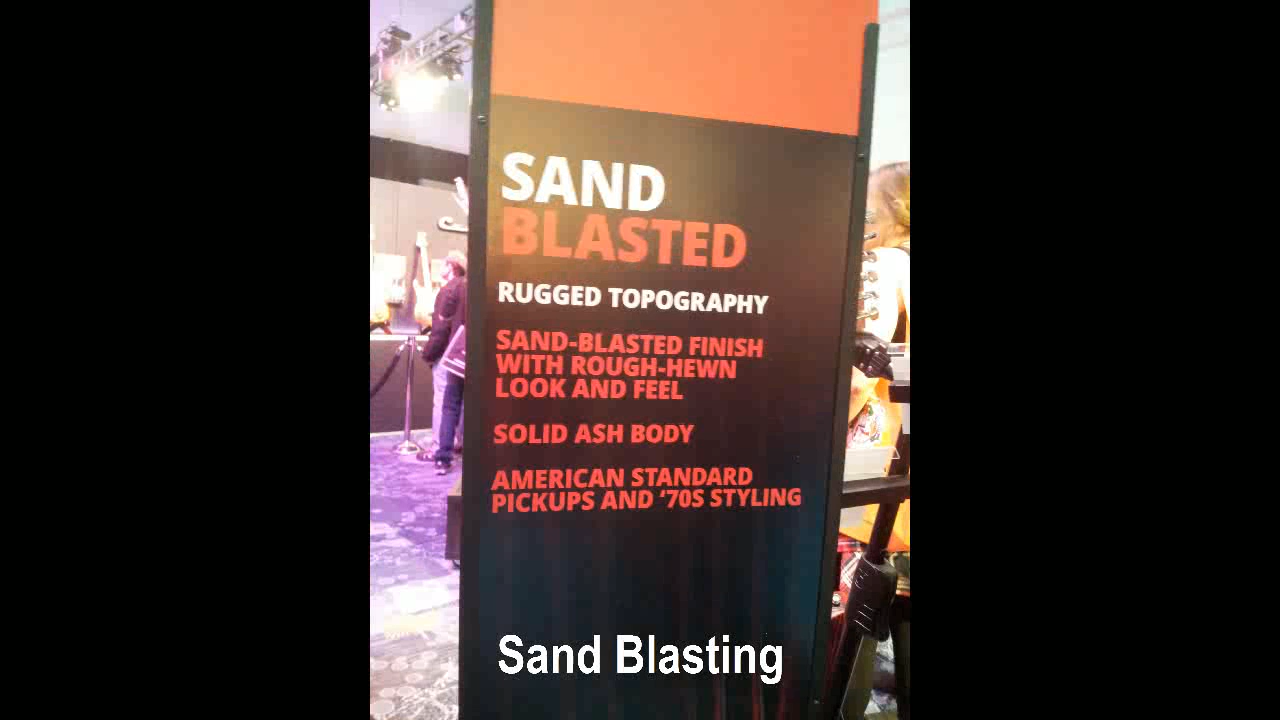 SAND
BLASTED
RUGGED TOPOGRAPHY
SAND-BLASTED FINISH
WITH ROUGH-HEWN
LOOK AND FEEL
SOLID ASH BODY
AMERICAN STANDARD
PICKUPS AND ‘70S STYLING
Sand Blasting